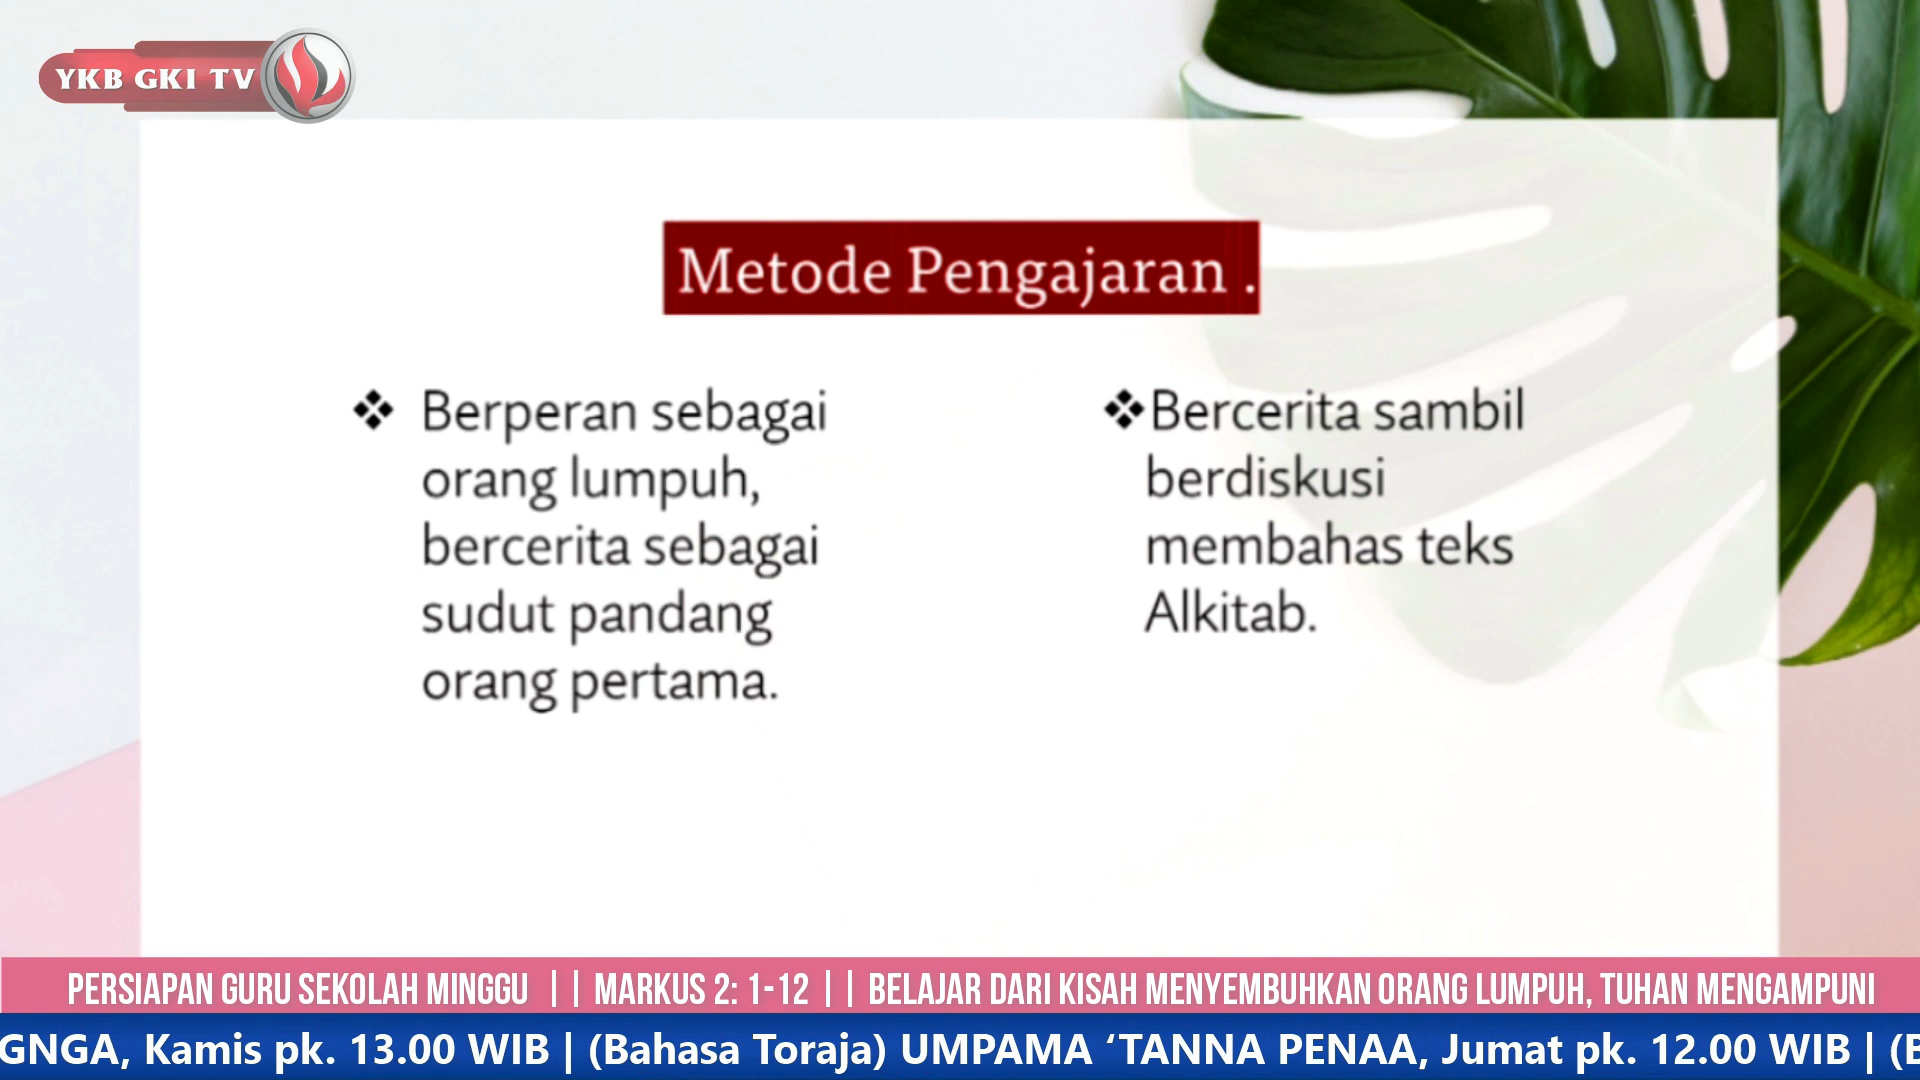 YKB GKI TV
Metode Pengajaran .
❖ Berperan sebagai
orang lumpuh,
bercerita sebagai
sudut pandang
orang pertama.
❖Bercerita sambil
berdiskusi
membahas teks
Alkitab.
PERSIAPAN GURU SEKOLAH MINGGU || MARKUS 2: 1-12 || BELAJAR DARI KISAH MENYEMBUHKAN ORANG LUMPUH, TUHAN MENGAMPUNI
GNGA, Kamis pk. 13.00 WIB | (Bahasa Toraja) UMPAMA ‘TANNA PENAA, Jumat pk. 12.00 WIB | (